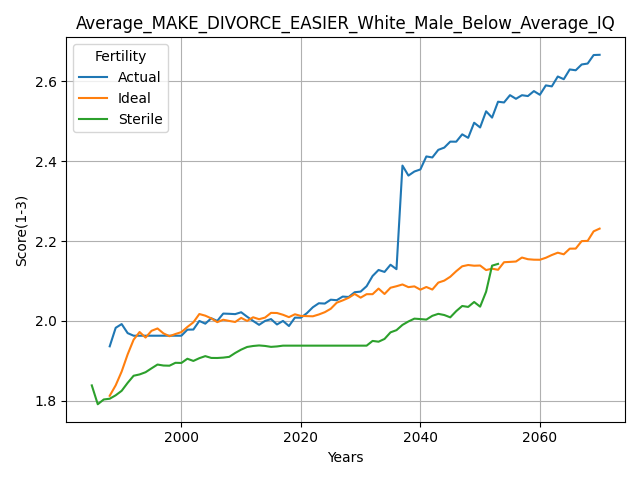 Average_MAKE_DIVORCE_EASIER_White_Male_Below_Average_IQ
Fertility
Actual
Ideal
Sterile
Score(1-3)
2.6
2.4
2.2
2.0
1.8
2000
2020
2040
2060
Years